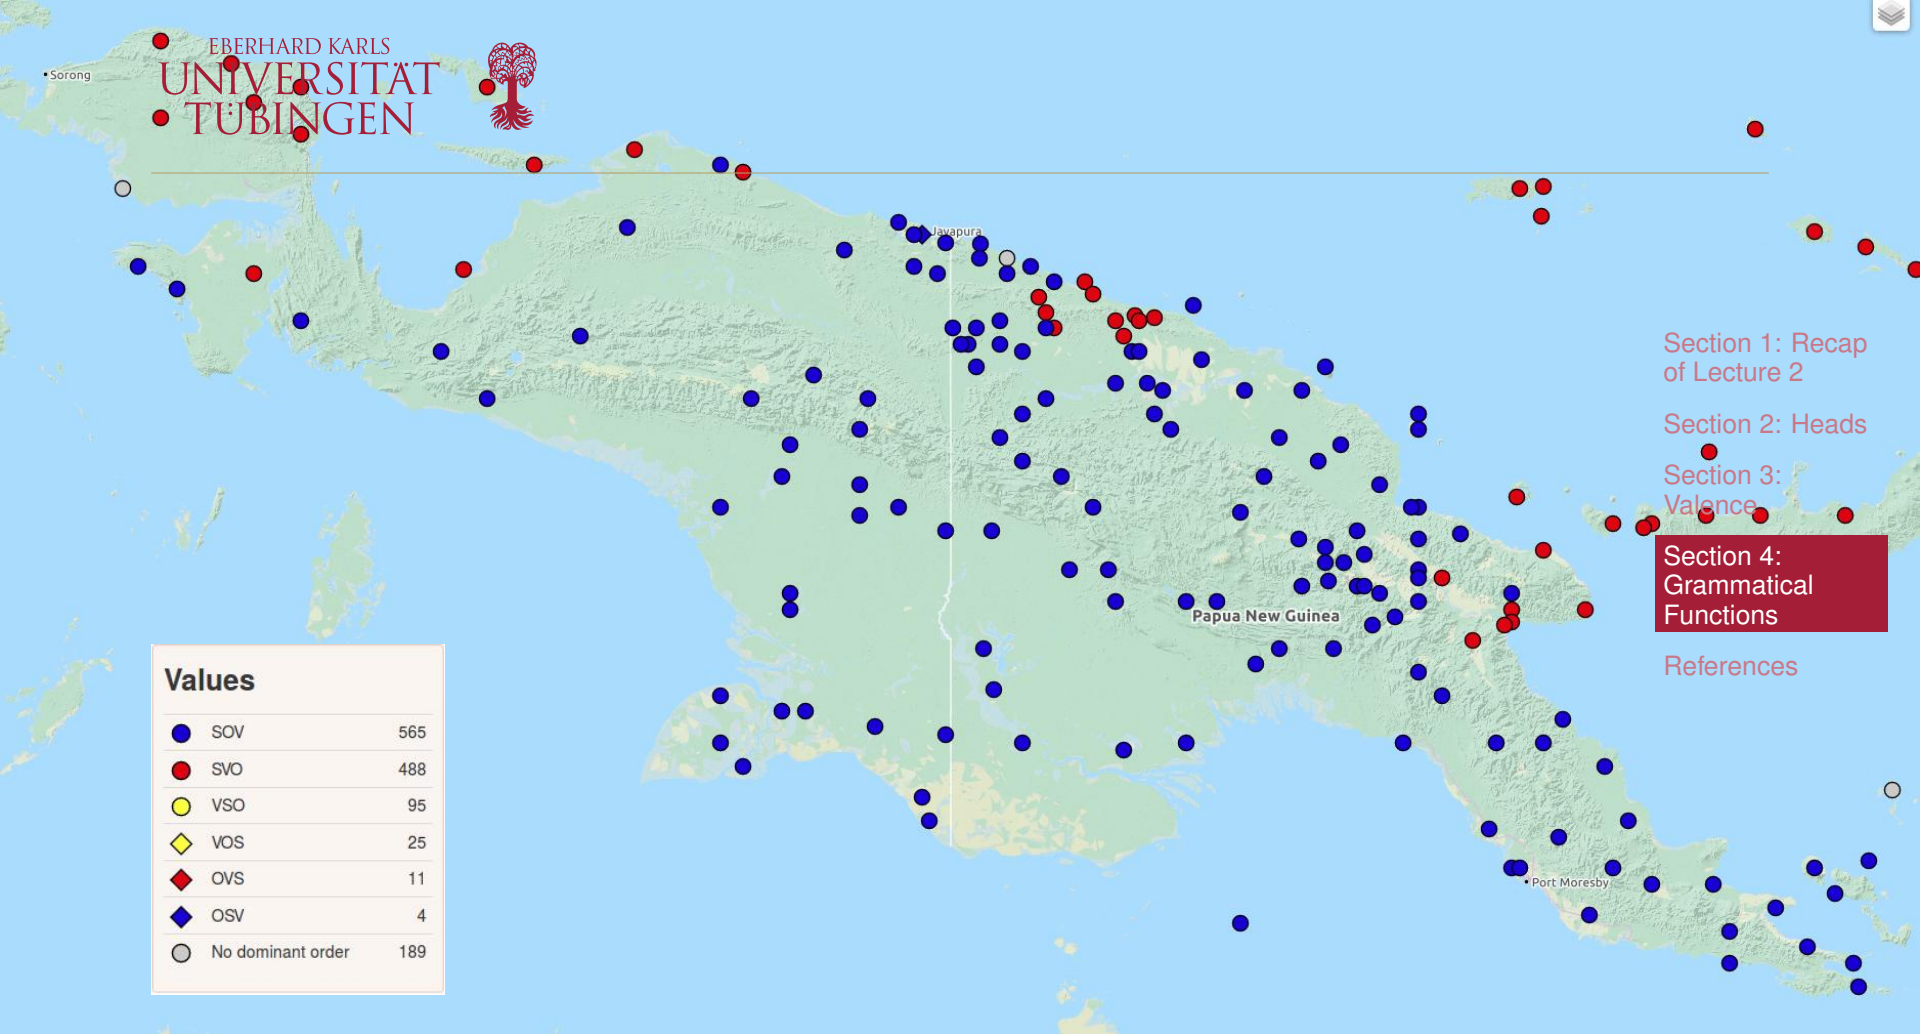 EBERHARD KARLS
UNIVERSITÄT
TÜBINGEN
Sorong
Jayapura
Section 1: Recap
of Lecture 2
Section 2: Heads
Section 3:
Valence
Section 4:
Grammatical
Functions
References
Papua New Guinea
Port Moresby
Values
SOV 565
SVO 488
VSO 95
VOS 25
OVS 11
OSV 4
No dominant order 189